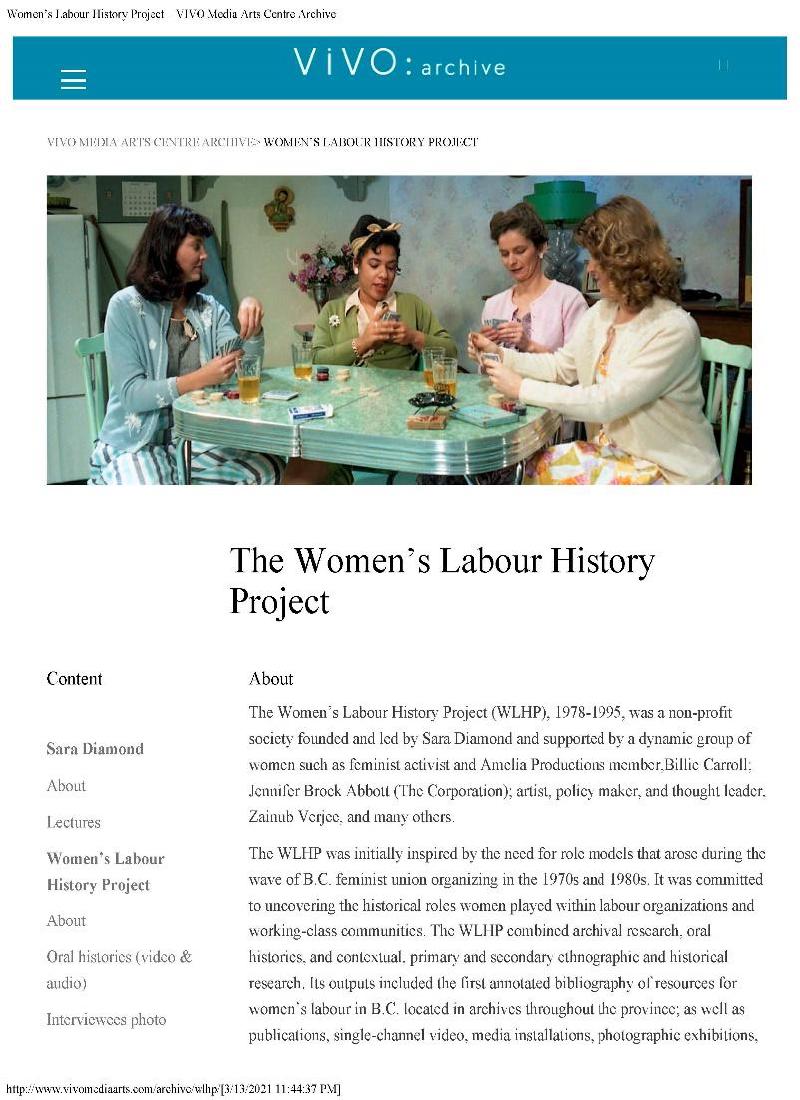 Women's Labour History Project – VIVO Media Arts Centre Archive
ViVO: archive
VIVO MEDIA ARTS CENTRE ARCHIVE> WOMEN'S LABOUR HISTORY PROJECT
The Women's Labour History
Project
Content
Sara Diamond
About
Lectures
Women's Labour
History Project
About
Oral histories (video &
audio)
Interviewees photo
About
The Women's Labour History Project (WLHP), 1978-1995, was a non-profit
society founded and led by Sara Diamond and supported by a dynamic group of
women such as feminist activist and Amelia Productions member,Billie Carroll;
Jennifer Brock Abbott (The Corporation); artist, policy maker, and thought leader,
Zainub Verjee, and many others.
The WLHP was initially inspired by the need for role models that arose during the
wave of B.C. feminist union organizing in the 1970s and 1980s. It was committed
to uncovering the historical roles women played within labour organizations and
working-class communities. The WLHP combined archival research, oral
histories, and contextual, primary and secondary ethnographic and historical
research. Its outputs included the first annotated bibliography of resources for
women's labour in B.C. located in archives throughout the province; as well as
publications, single-channel video, media installations, photographic exhibitions,
http://www.vivomediaarts.com/archive/wlhp/[3/13/2021 11:44:37 PM]